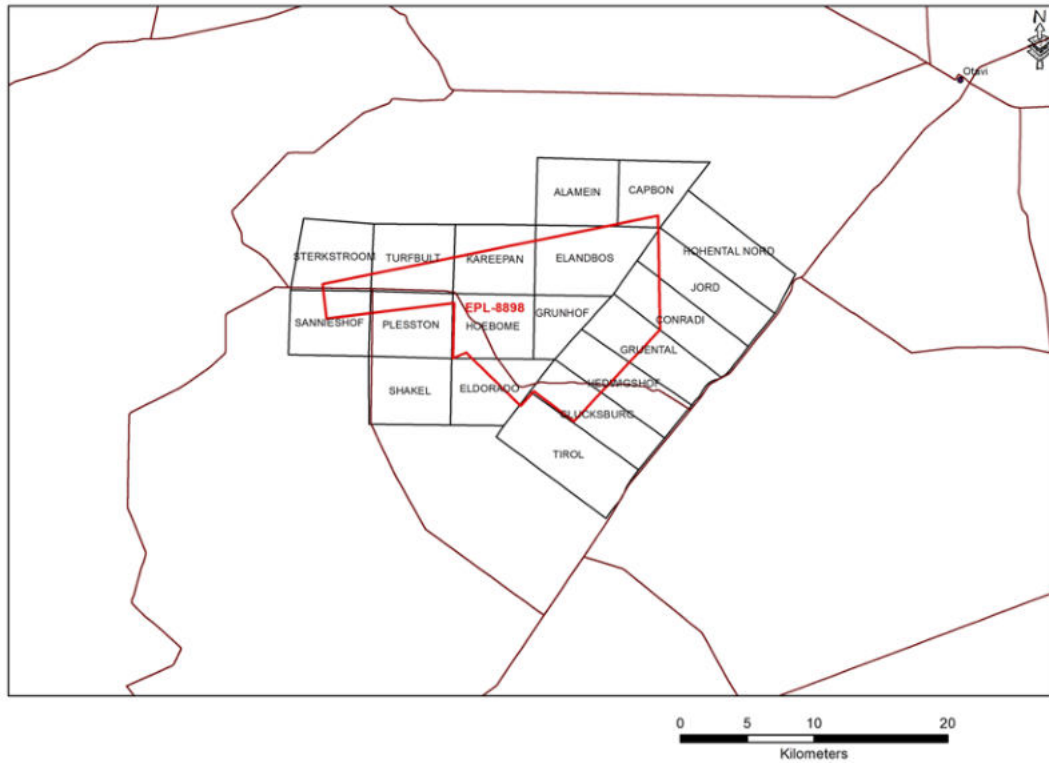 N
Otavi
ALAMEIN
CAPBON
STERKSTROOM
TURFBULT
KAREEPAN
ELANDBOS
HOHENTAL NORD
JORD
EPL-8898
SANNIESHOF
PLESSTON
HOEBOME
GRUNHOF
CONRADI
GRUENTAL
SHAKEL
ELDORADO
HEDWIGSHOF
GLUCKSBURG
TIROL
0 5 10 20
Kilometers